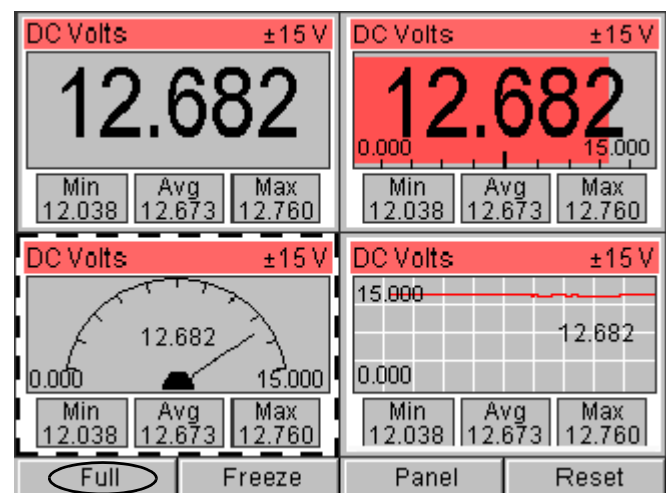 DC Volts ±15 V
12.682
Min Avg Max
12.038 12.673 12.760
DC Volts ±15 V
12.682
0.000 15.000
Min Avg Max
12.038 12.673 12.760
DC Volts ±15 V
12.682
0.000 15.000
Min Avg Max
12.038 12.673 12.760
DC Volts ±15 V
15.000
12.682
0.000
Min Avg Max
12.038 12.673 12.760
Full Freeze Panel Reset